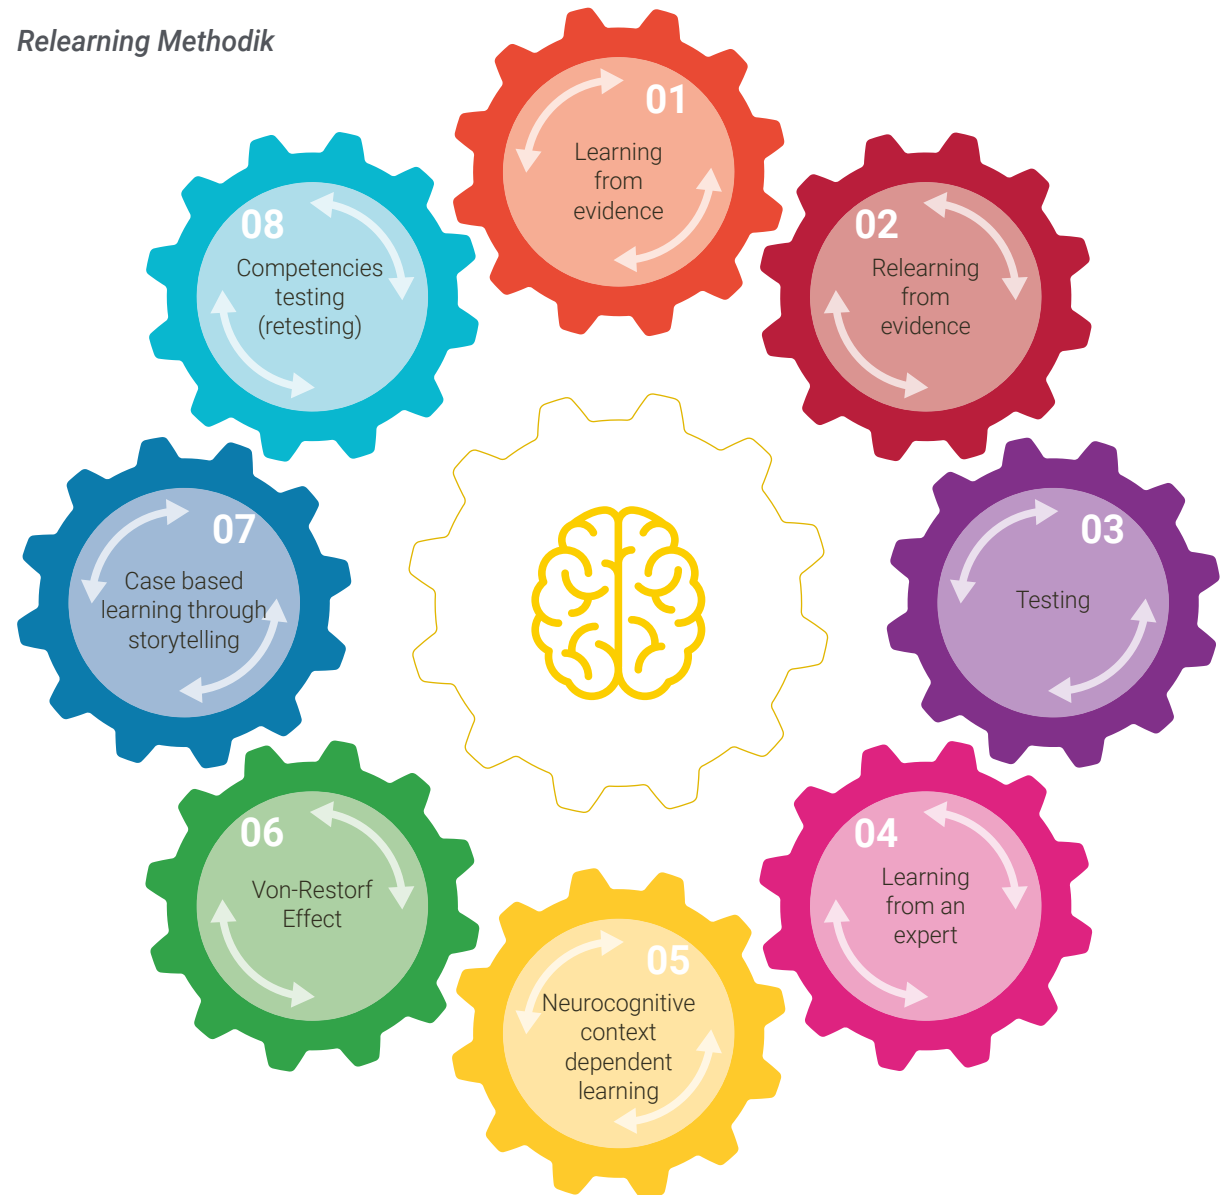 Relearning Methodik
01
Learning
from
evidence
02
Relearning
from
evidence
03
Testing
04
Learning
from an
expert
05
Neurocognitive
context
dependent
learning
06
Von-Restorf
Effect
07
Case based
learning through
storytelling
08
Competencies
testing
(retesting)